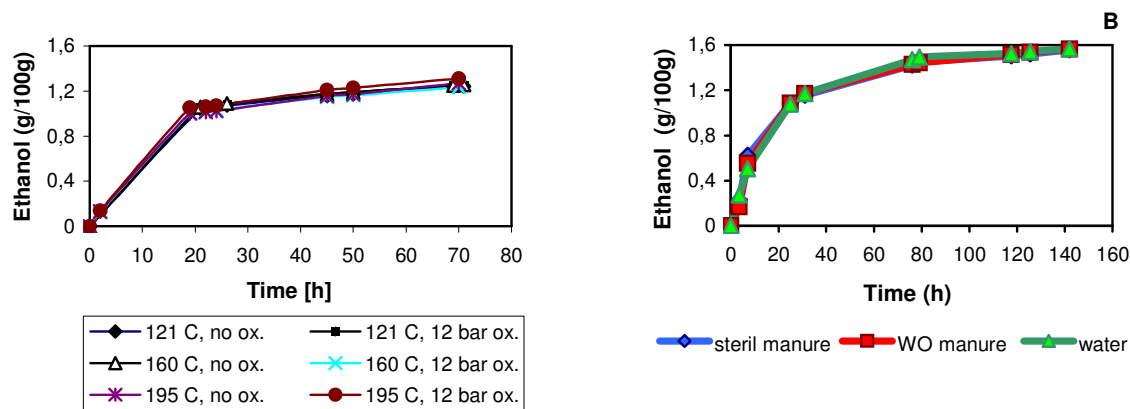 B
Ethanol (g/100g)
1,6
1,2
0,8
0,4
0
0 10 20 30 40 50 60 70 80
Time [h]
121 C, no ox. 121 C, 12 bar ox.
160 C, no ox. 160 C, 12 bar ox.
195 C, no ox. 195 C, 12 bar ox.
Ethanol (g/100g)
1,6
1,2
0,8
0,4
0
0 20 40 60 80 100 120 140 160
Time (h)
steril manure WO manure water